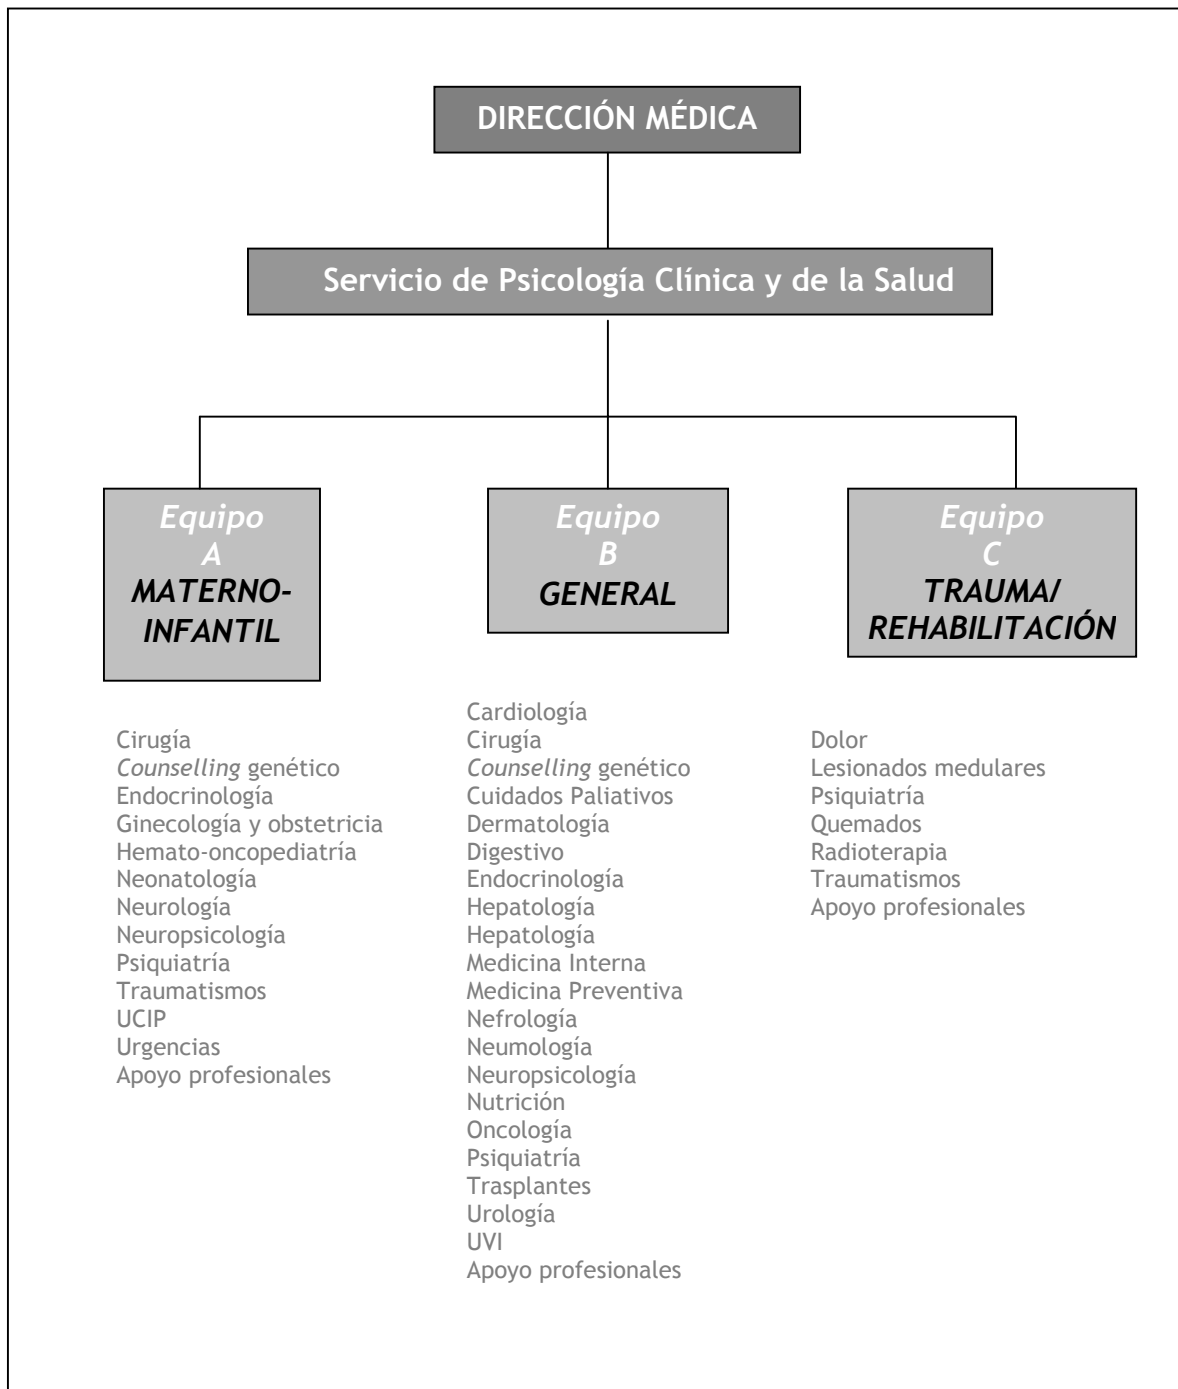 DIRECCIÓN MÉDICA
Servicio de Psicología Clínica y de la Salud
Equipo
A
MATERNO-
INFANTIL
Equipo
B
GENERAL
Equipo
C
TRAUMA/
REHABILITACIÓN
Cirugía
Counselling genético
Endocrinología
Ginecología y obstetricia
Hemato-oncopediatría
Neonatología
Neurología
Neuropsicología
Psiquiatría
Traumatismos
UCIP
Urgencias
Apoyo profesionales
Cardiología
Cirugía
Counselling genético
Cuidados Paliativos
Dermatología
Digestivo
Endocrinología
Hepatología
Hepatología
Medicina Interna
Medicina Preventiva
Nefrología
Neumología
Neuropsicología
Nutrición
Oncología
Psiquiatría
Trasplantes
Urología
UVI
Apoyo profesionales
Dolor
Lesionados medulares
Psiquiatría
Quemados
Radioterapia
Traumatismos
Apoyo profesionales